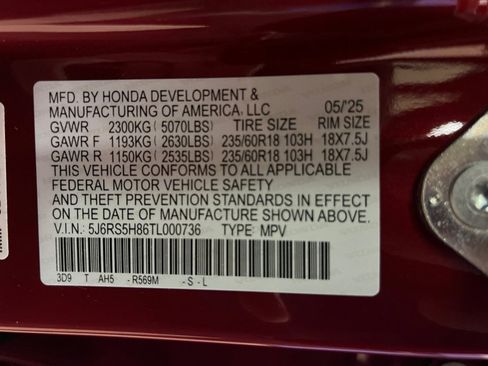 MFD. BY HONDA DEVELOPMENT &
MANUFACTURING OF AMERICA, LLC 05/'25
GVWR 2300KG (5070LBS) TIRE SIZE RIM SIZE
GAWR F 1193KG (2630LBS) 235/60R18 103H 18X7.5J
GAWR R 1150KG (2535LBS) 235/60R18 103H 18X7.5J
THIS VEHICLE CONFORMS TO ALL APPLICABLE
FEDERAL MOTOR VEHICLE SAFETY
AND THEFT PREVENTION STANDARDS IN EFFECT
ON THE DATE OF MANUFACTURE SHOWN ABOVE.
V.I.N.: 5J6RS5H86TL000736 TYPE: MPV
3D9 T AH5 - R569M - S - L